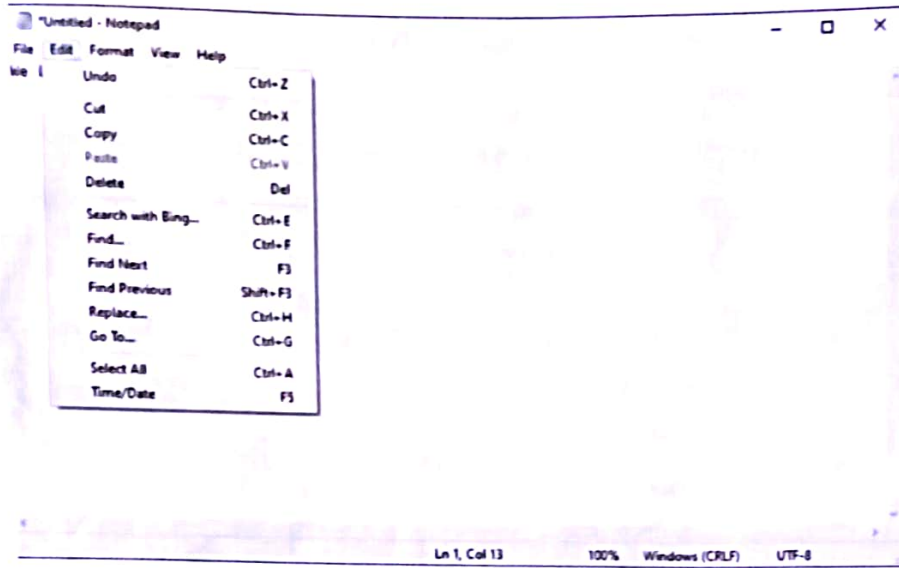 *Untitled - Notepad
File Edit Format View Help
We l
Undo Ctrl+Z
Cut Ctrl+X
Copy Ctrl+C
Paste Ctrl+V
Delete Del
Search with Bing... Ctrl+E
Find... Ctrl+F
Find Next F3
Find Previous Shift+F3
Replace... Ctrl+H
Go To... Ctrl+G
Select All Ctrl+A
Time/Date F5
Ln 1, Col 13 100% Windows (CRLF) UTF-8